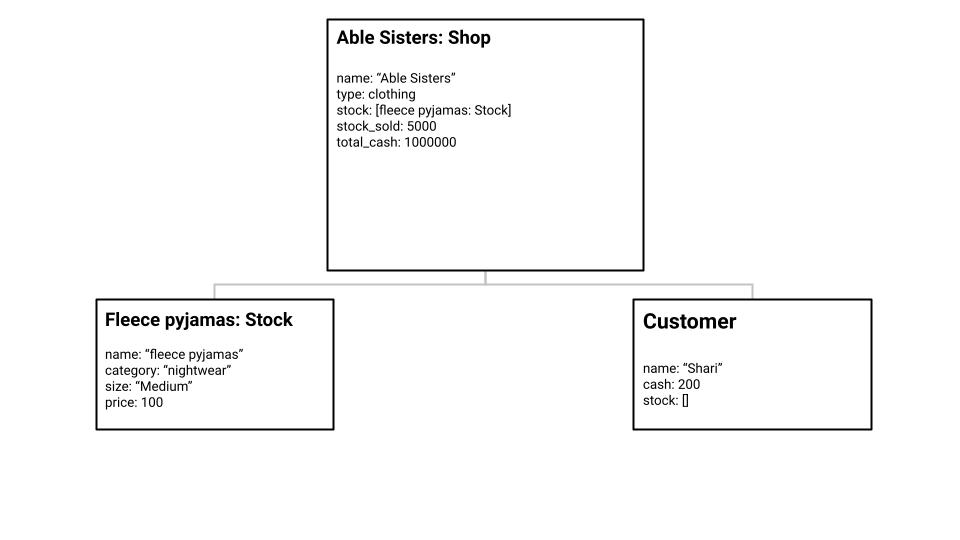 Able Sisters: Shop
name: “Able Sisters”
type: clothing
stock: [fleece pyjamas: Stock]
stock_sold: 5000
total_cash: 1000000
Fleece pyjamas: Stock
name: “fleece pyjamas”
category: “nightwear”
size: “Medium”
price: 100
Customer
name: “Shari”
cash: 200
stock: []